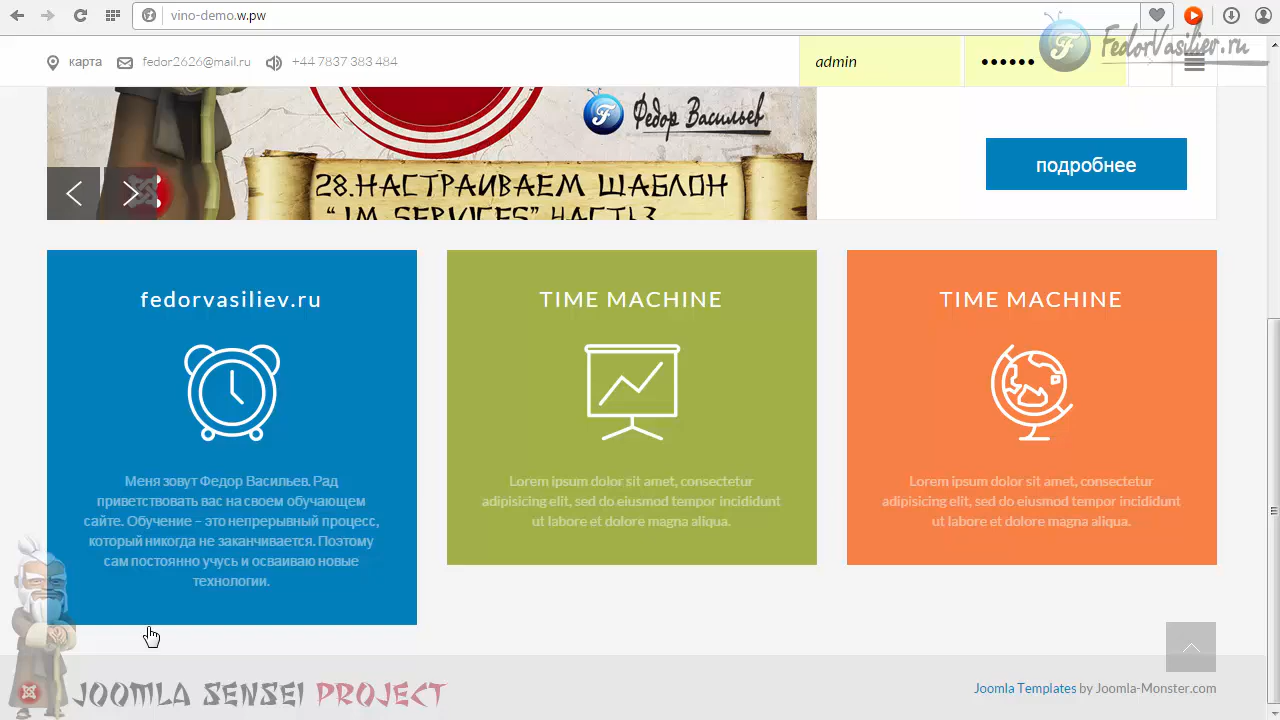 vino-demo.w.pw
карта
fedor2626@mail.ru
+44 7837 383 484
admin
••••••
FedorVasiliev.ru
Федор Васильев
28.НАСТРАИВАЕМ ШАБЛОН
"JM SERVICES" ЧАСТЬ3
подробнее
fedorvasiliev.ru
Меня зовут Федор Васильев. Рад
приветствовать вас на своем обучающем
сайте. Обучение – это непрерывный процесс,
который никогда не заканчивается. Поэтому
сам постоянно учусь и осваиваю новые
технологии.
TIME MACHINE
Lorem ipsum dolor sit amet, consectetur
adipisicing elit, sed do eiusmod tempor incididunt
ut labore et dolore magna aliqua.
TIME MACHINE
Lorem ipsum dolor sit amet, consectetur
adipisicing elit, sed do eiusmod tempor incididunt
ut labore et dolore magna aliqua.
JOOMLA SENSEI PROJECT
Joomla Templates by Joomla-Monster.com